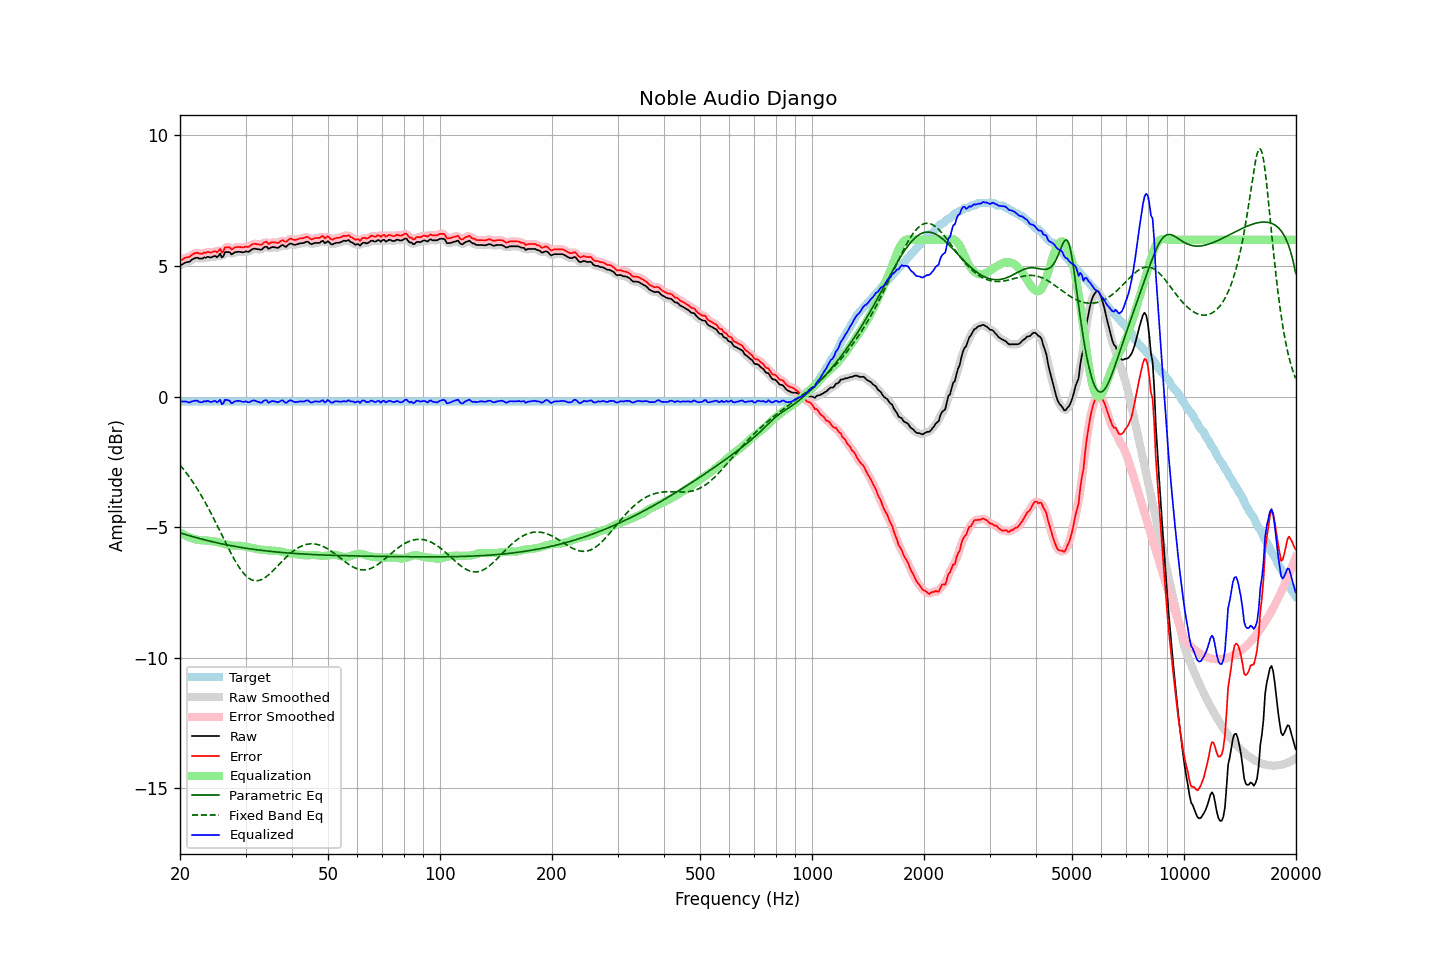 Noble Audio Django
Amplitude (dBr)
10
5
0
−5
−10
−15
Target
Raw Smoothed
Error Smoothed
Raw
Error
Equalization
Parametric Eq
Fixed Band Eq
Equalized
20 50 100 200 500 1000 2000 5000 10000 20000
Frequency (Hz)